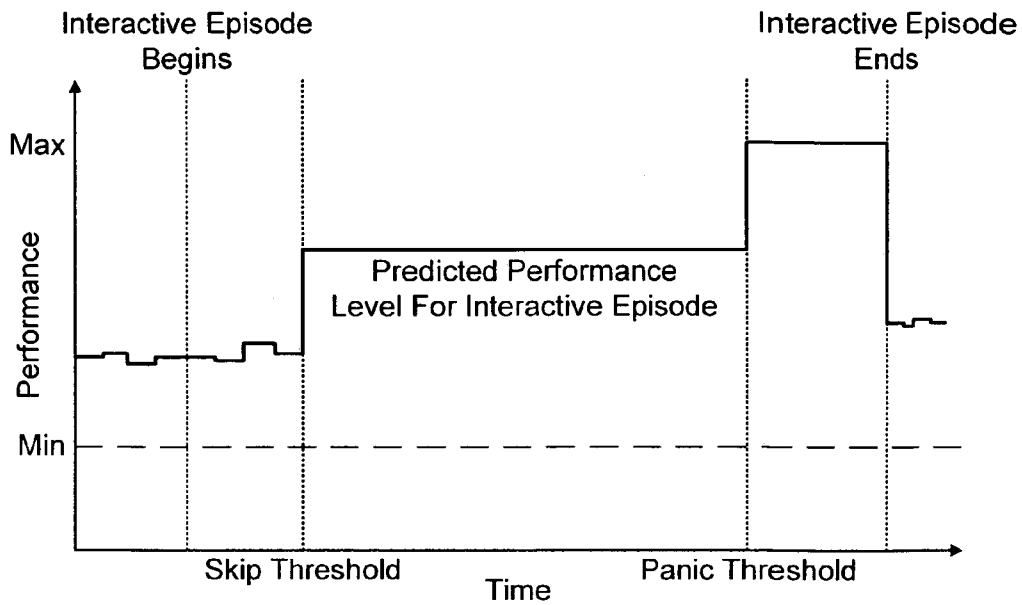 Interactive Episode
Begins
Interactive Episode
Ends
Max
Performance
Predicted Performance
Level For Interactive Episode
Min
Skip Threshold
Panic Threshold
Time